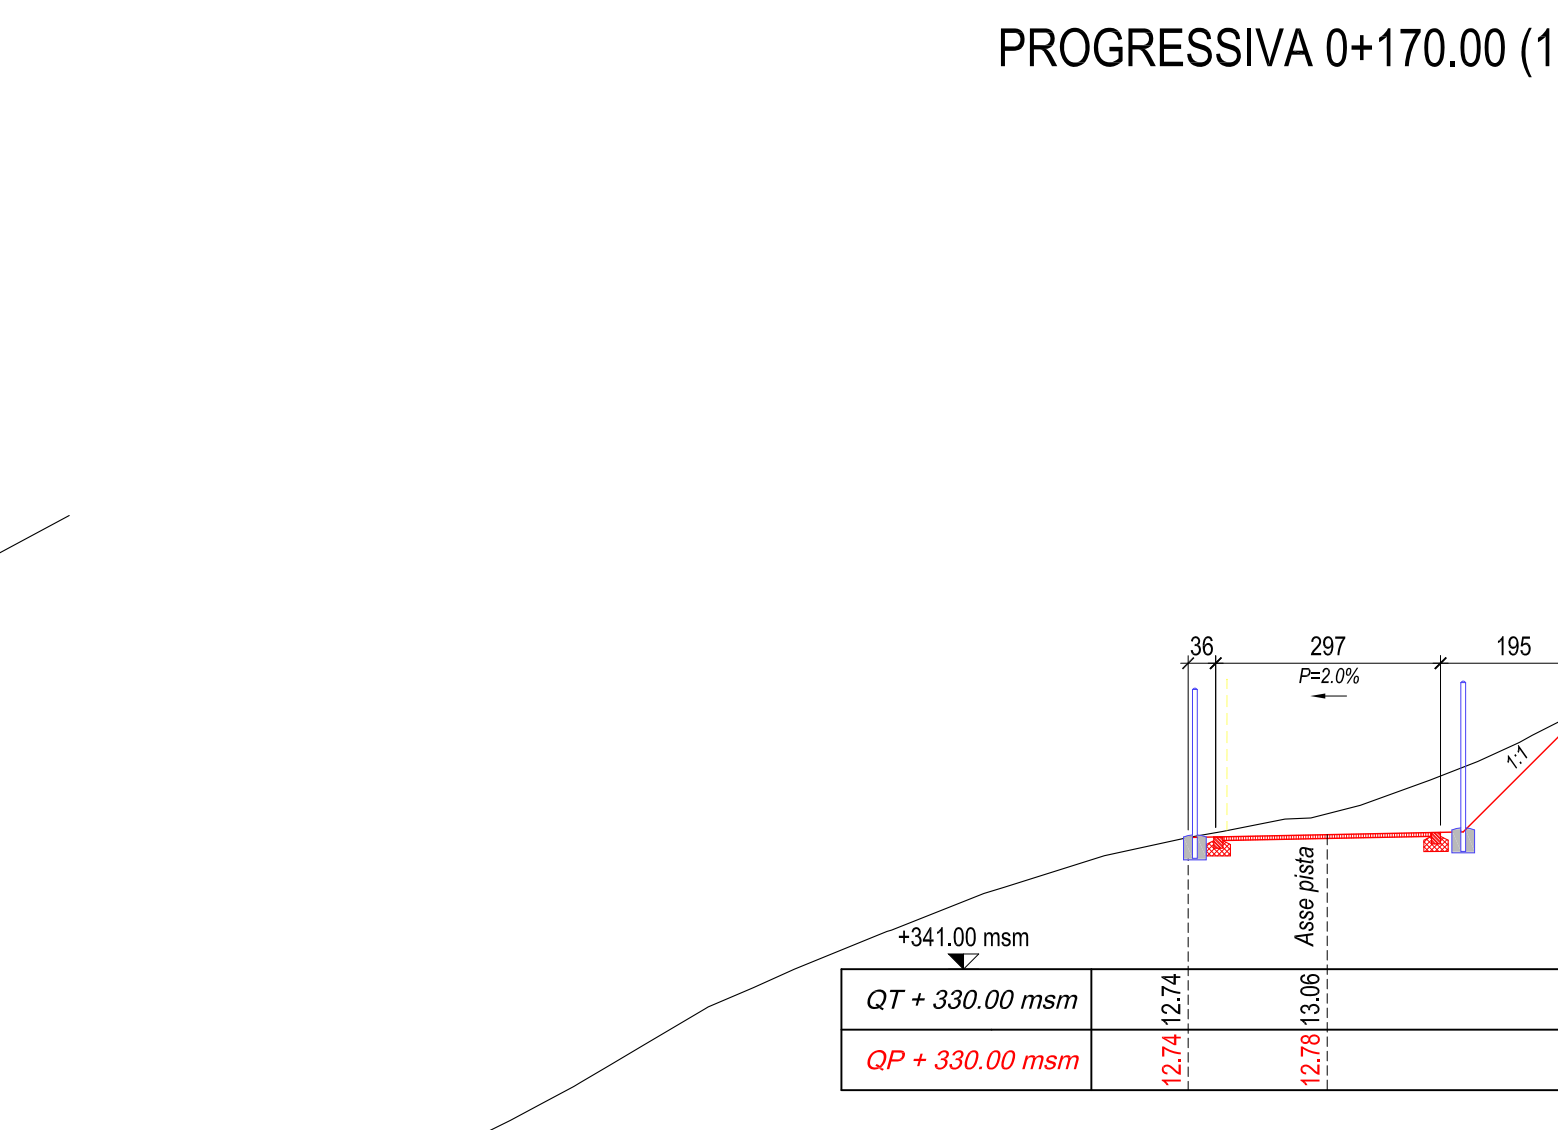 PROGRESSIVA 0+170.00 (1
36 297 195
P=2.0%
1:1
Asse pista
+341.00 msm
QT + 330.00 msm 12.74 13.06
QP + 330.00 msm 12.74 12.78